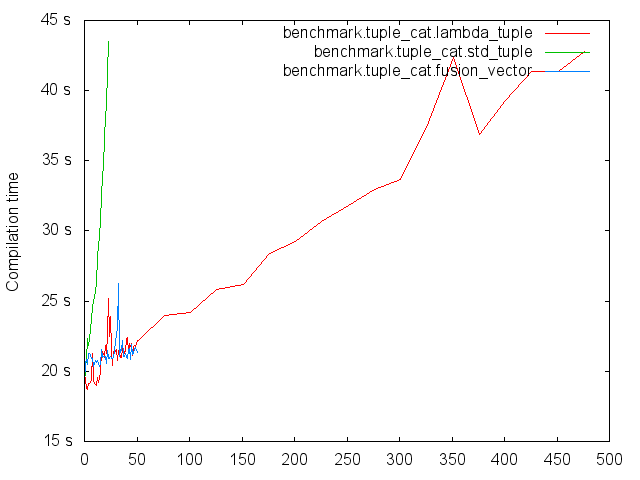 45 s
40 s
35 s
30 s
25 s
20 s
15 s
0 50 100 150 200 250 300 350 400 450 500
Compilation time
benchmark.tuple_cat.lambda_tuple
benchmark.tuple_cat.std_tuple
benchmark.tuple_cat.fusion_vector